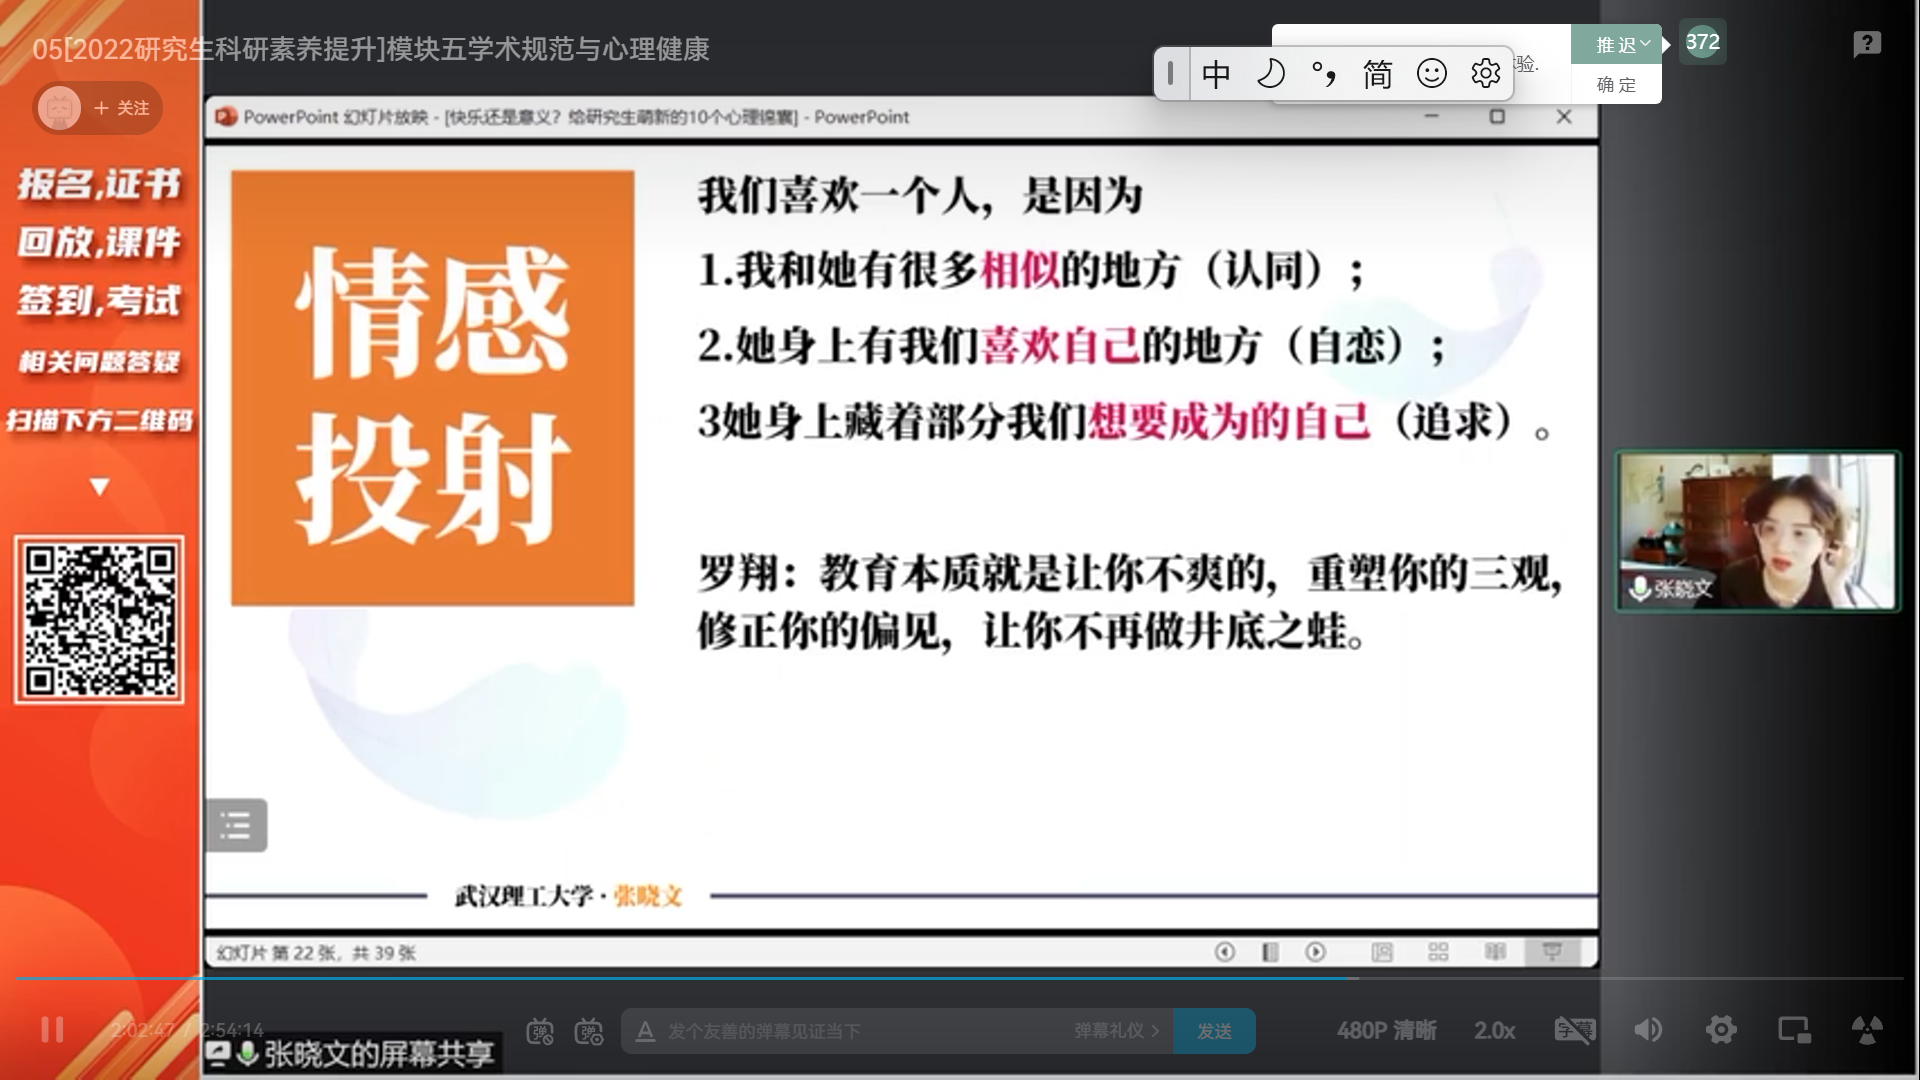 05[2022研究生科研素养提升]模块五学术规范与心理健康
+ 关注
报名,证书
回放,课件
签到,考试
相关问题答疑
扫描下方二维码
中 简
验.
推迟
确定
372
PowerPoint 幻灯片放映 - [快乐还是意义？给研究生萌新的10个心理锦囊] - PowerPoint
情感
投射
我们喜欢一个人，是因为
1.我和她有很多相似的地方（认同）；
2.她身上有我们喜欢自己的地方（自恋）；
3她身上藏着部分我们想要成为的自己（追求）。
罗翔：教育本质就是让你不爽的，重塑你的三观，
修正你的偏见，让你不再做井底之蛙。
张晓文
武汉理工大学·张晓文
幻灯片 第 22 张，共 39 张
2:02:47 / 2:54:14
弹 弹
发个友善的弹幕见证当下
弹幕礼仪 >
发送
480P 清晰
2.0x
字幕
张晓文的屏幕共享